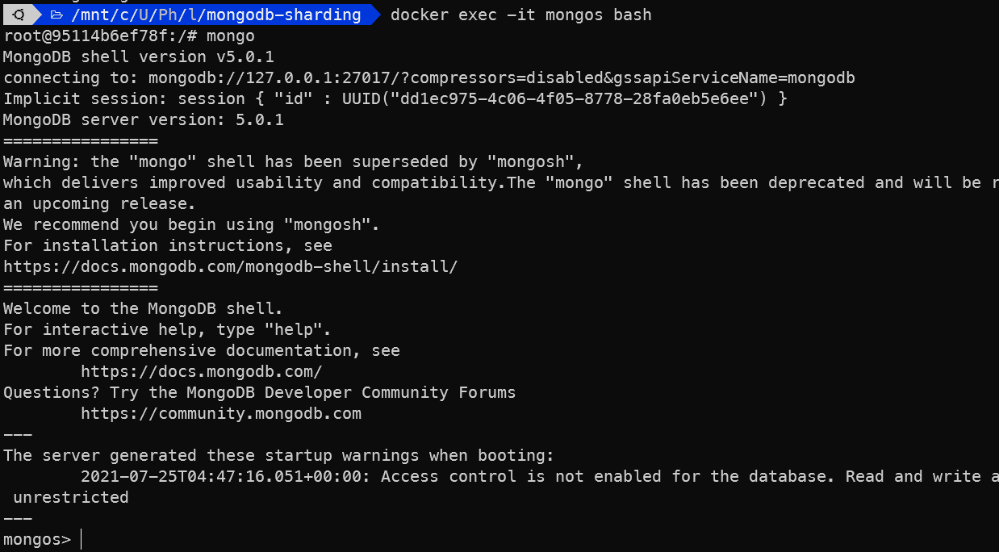 /mnt/c/U/Ph/l/mongodb-sharding docker exec -it mongos bash
root@95114b6ef78f:/# mongo
MongoDB shell version v5.0.1
connecting to: mongodb://127.0.0.1:27017/?compressors=disabled&gssapiServiceName=mongodb
Implicit session: session { "id" : UUID("dd1ec975-4c06-4f05-8778-28fa0eb5e6ee") }
MongoDB server version: 5.0.1
================
Warning: the "mongo" shell has been superseded by "mongosh",
which delivers improved usability and compatibility.The "mongo" shell has been deprecated and will be r
an upcoming release.
We recommend you begin using "mongosh".
For installation instructions, see
https://docs.mongodb.com/mongodb-shell/install/
================
Welcome to the MongoDB shell.
For interactive help, type "help".
For more comprehensive documentation, see
https://docs.mongodb.com/
Questions? Try the MongoDB Developer Community Forums
https://community.mongodb.com
---
The server generated these startup warnings when booting:
2021-07-25T04:47:16.051+00:00: Access control is not enabled for the database. Read and write a
unrestricted
---
mongos>